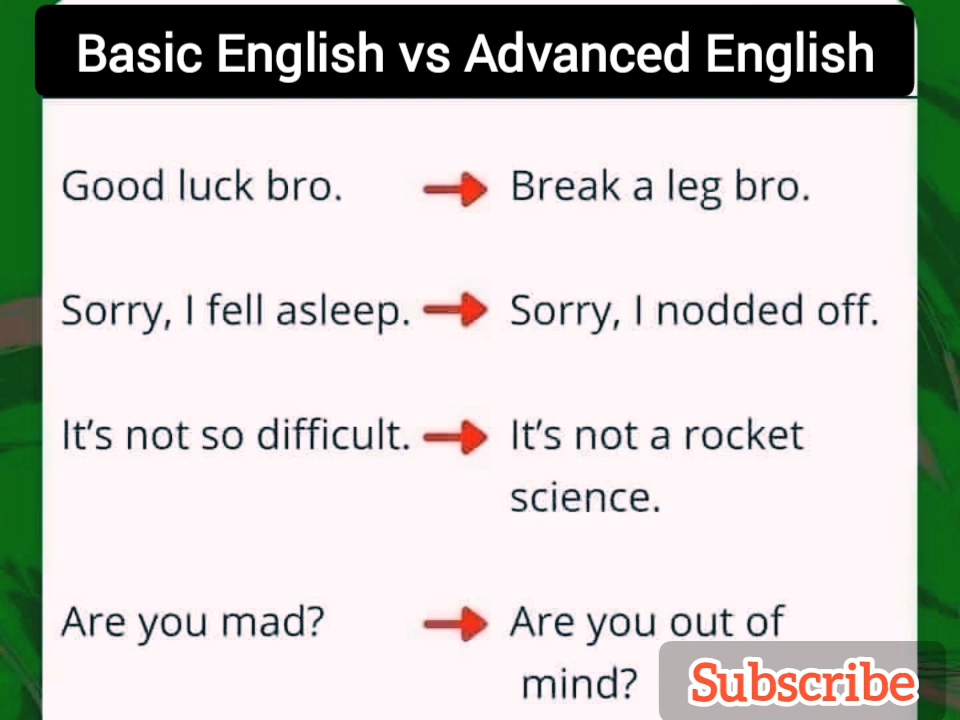 Basic English vs Advanced English
Good luck bro. Break a leg bro.
Sorry, I fell asleep. Sorry, I nodded off.
It's not so difficult. It's not a rocket
science.
Are you mad? Are you out of
mind?
Subscribe